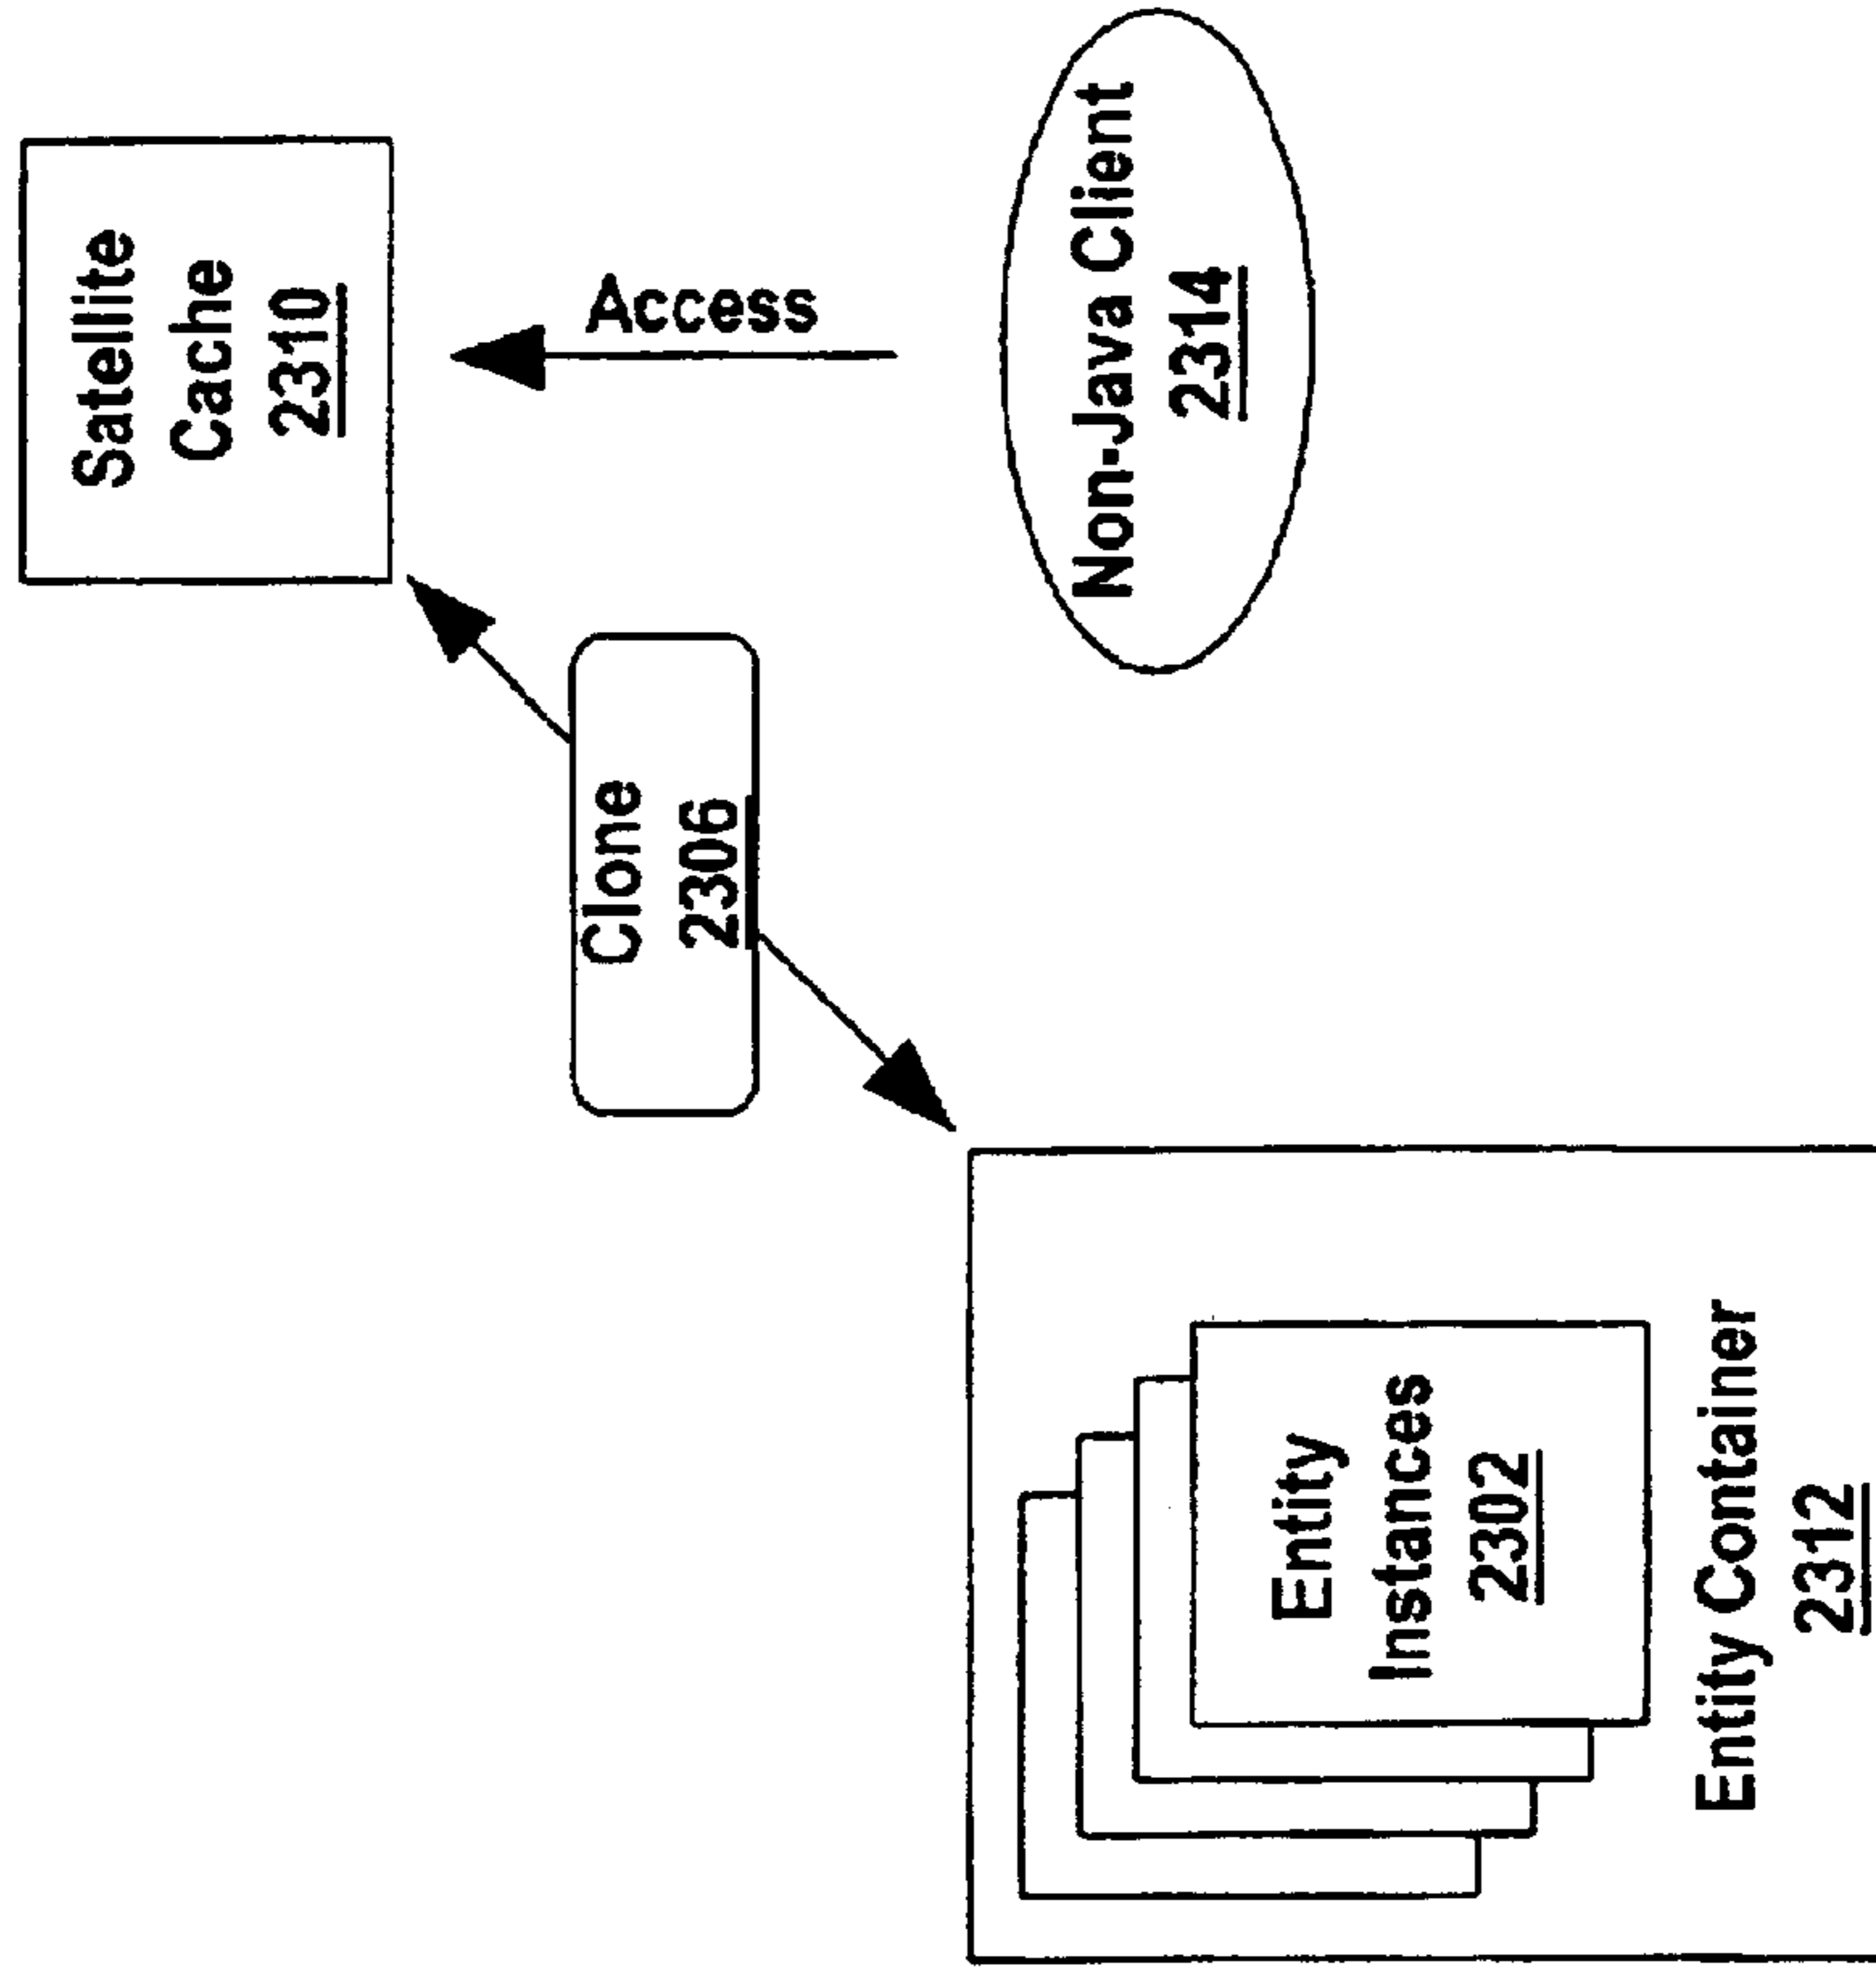 Satellite
Cache
2310
Clone
2306
Access
Entity
Instances
2302
Entity Container
2312
Non-Java Client
2314